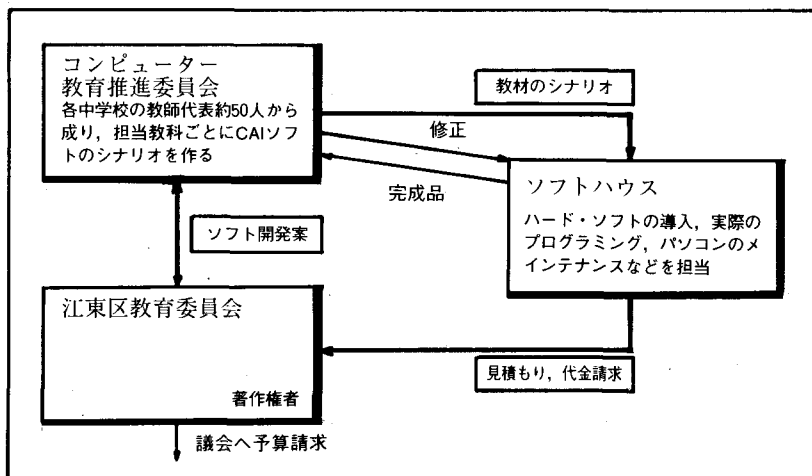 コンピューター
教育推進委員会
各中学校の教師代表約50人から
成り，担当教科ごとにCAIソフ
トのシナリオを作る
教材のシナリオ
修正
完成品
ソフトハウス
ハード・ソフトの導入，実際の
プログラミング，パソコンのメ
インテナンスなどを担当
ソフト開発案
江東区教育委員会
著作権者
見積もり，代金請求
議会へ予算請求